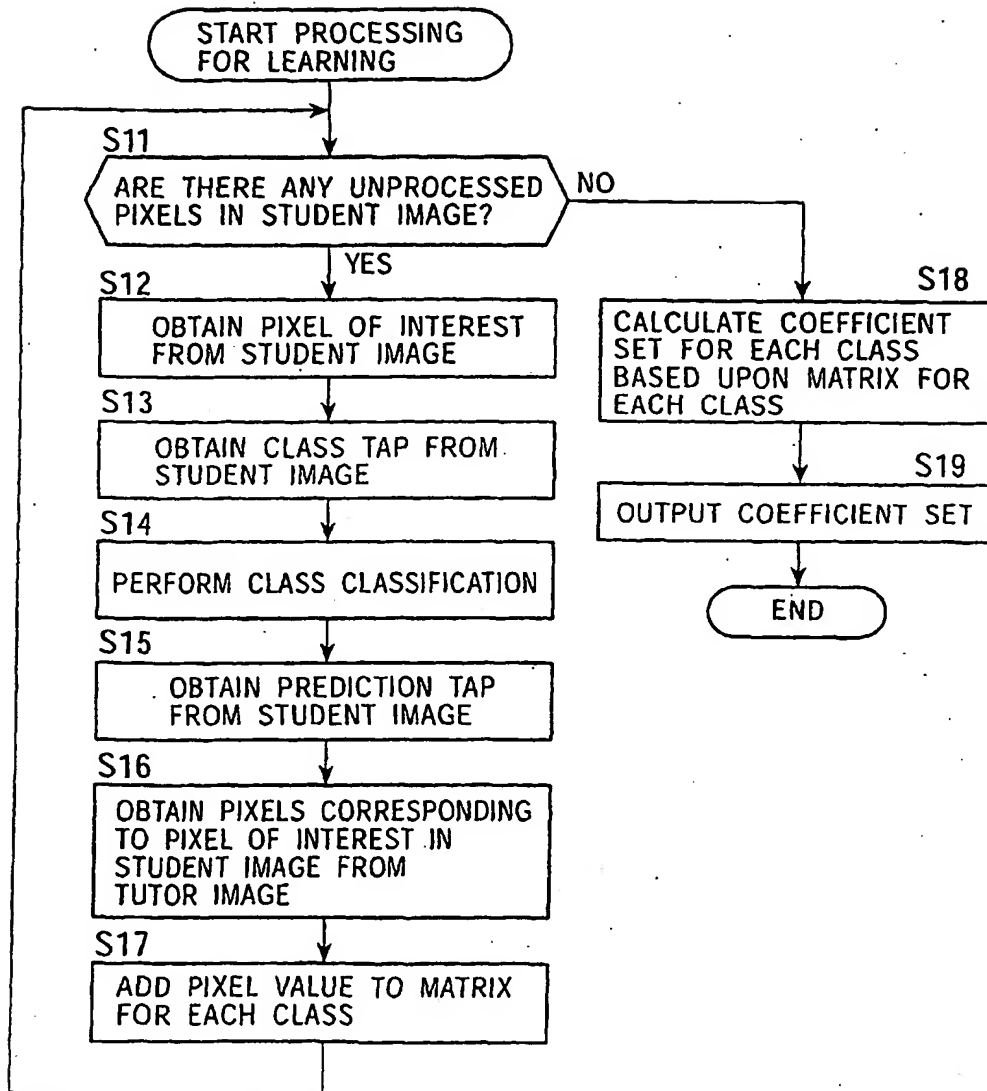 START PROCESSING
FOR LEARNING
S11
ARE THERE ANY UNPROCESSED
PIXELS IN STUDENT IMAGE?
NO
YES
S12
OBTAIN PIXEL OF INTEREST
FROM STUDENT IMAGE
S13
OBTAIN CLASS TAP FROM
STUDENT IMAGE
S14
PERFORM CLASS CLASSIFICATION
S15
OBTAIN PREDICTION TAP
FROM STUDENT IMAGE
S16
OBTAIN PIXELS CORRESPONDING
TO PIXEL OF INTEREST IN
STUDENT IMAGE FROM
TUTOR IMAGE
S17
ADD PIXEL VALUE TO MATRIX
FOR EACH CLASS
S18
CALCULATE COEFFICIENT
SET FOR EACH CLASS
BASED UPON MATRIX FOR
EACH CLASS
S19
OUTPUT COEFFICIENT SET
END